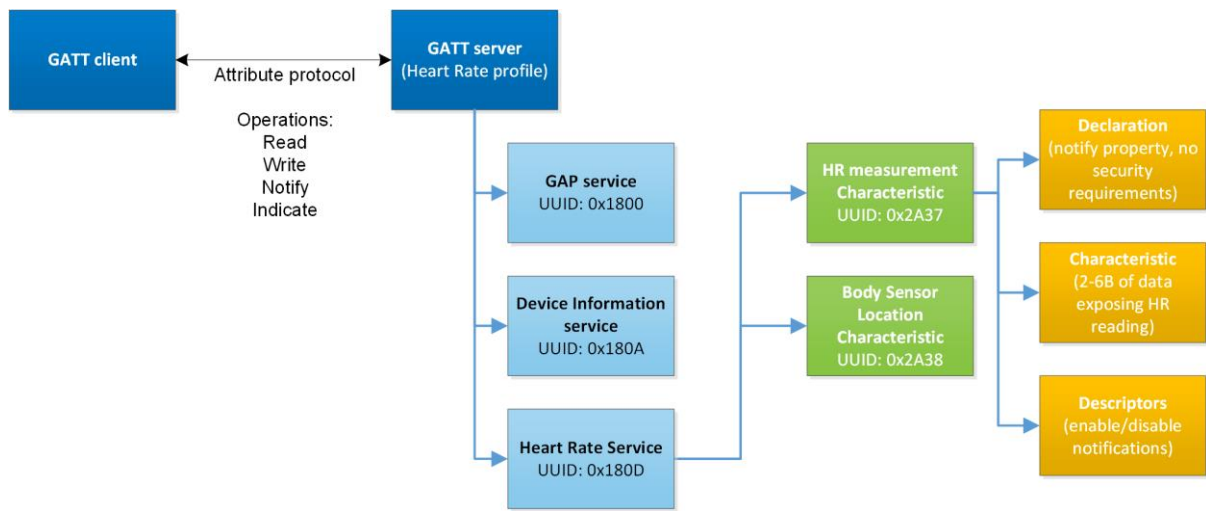 GATT client
Attribute protocol
Operations:
Read
Write
Notify
Indicate
GATT server
(Heart Rate profile)
GAP service
UUID: 0x1800
Device Information
service
UUID: 0x180A
Heart Rate Service
UUID: 0x180D
HR measurement
Characteristic
UUID: 0x2A37
Body Sensor
Location
Characteristic
UUID: 0x2A38
Declaration
(notify property, no
security
requirements)
Characteristic
(2-6B of data
exposing HR
reading)
Descriptors
(enable/disable
notifications)